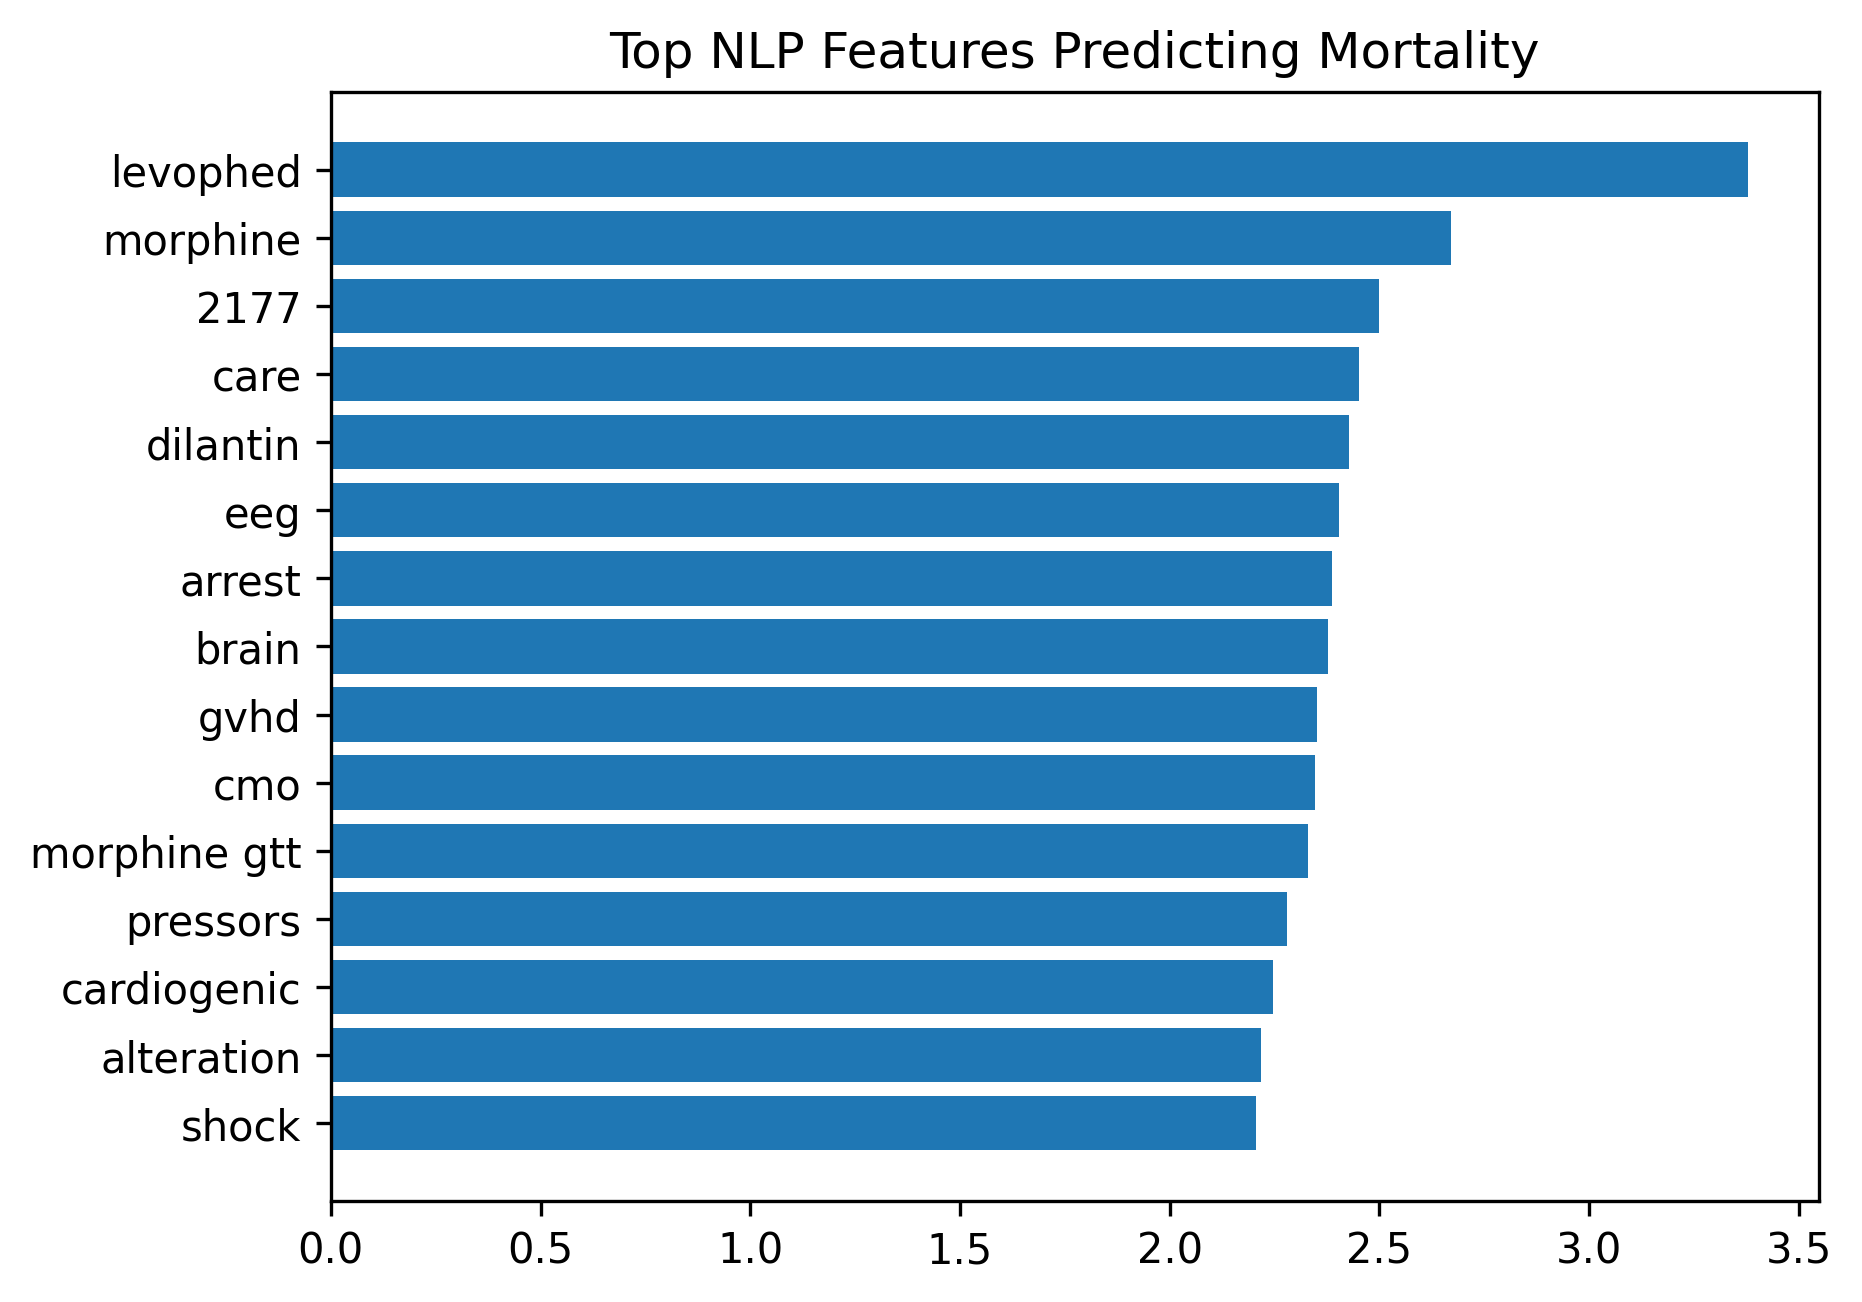 Top NLP Features Predicting Mortality
levophed
morphine
2177
care
dilantin
eeg
arrest
brain
gvhd
cmo
morphine gtt
pressors
cardiogenic
alteration
shock
0.0 0.5 1.0 1.5 2.0 2.5 3.0 3.5